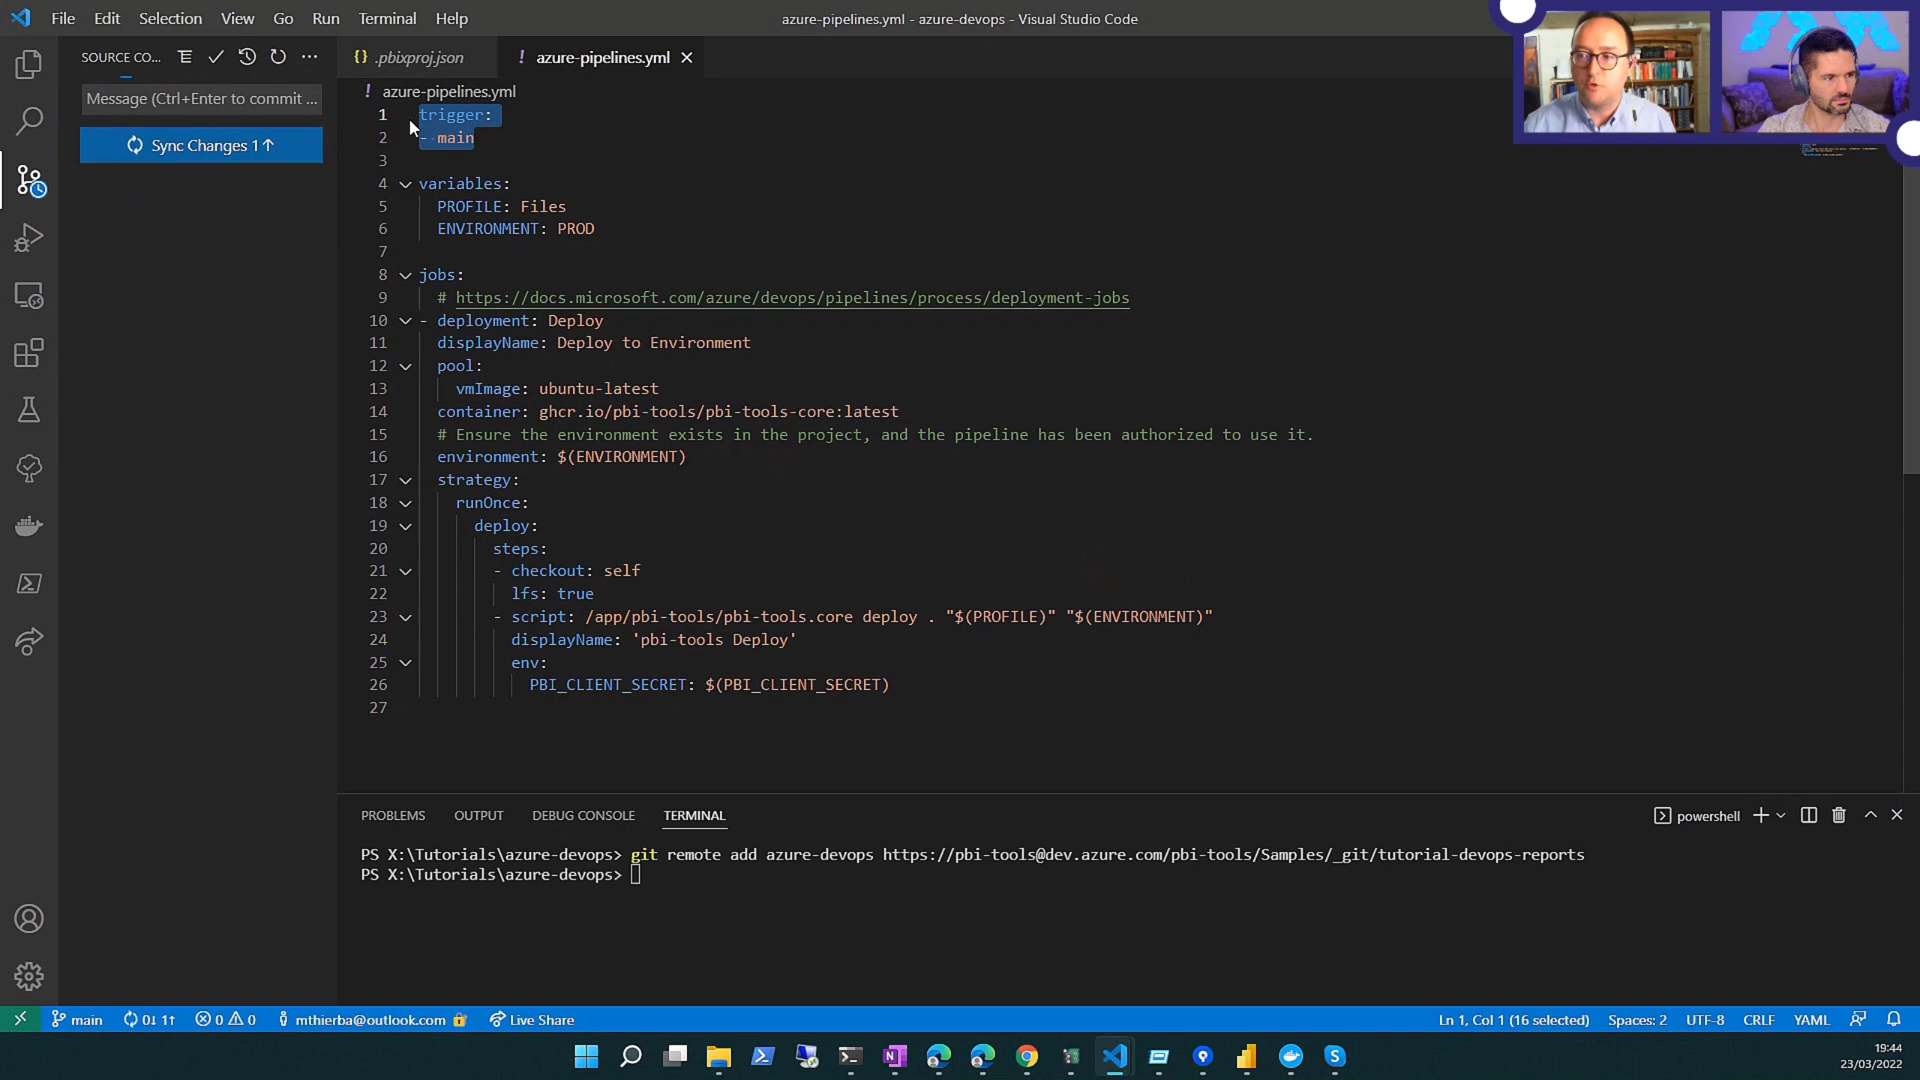 File Edit Selection View Go Run Terminal Help
azure-pipelines.yml - azure-devops - Visual Studio Code
SOURCE CO...
{} .pbixproj.json
! azure-pipelines.yml
Message (Ctrl+Enter to commit ...
Sync Changes 1↑
! azure-pipelines.yml
1 trigger:
2 - main
3
4 variables:
5 PROFILE: Files
6 ENVIRONMENT: PROD
7
8 jobs:
9 # https://docs.microsoft.com/azure/devops/pipelines/process/deployment-jobs
10 - deployment: Deploy
11 displayName: Deploy to Environment
12 pool:
13 vmImage: ubuntu-latest
14 container: ghcr.io/pbi-tools/pbi-tools-core:latest
15 # Ensure the environment exists in the project, and the pipeline has been authorized to use it.
16 environment: $(ENVIRONMENT)
17 strategy:
18 runOnce:
19 deploy:
20 steps:
21 - checkout: self
22 lfs: true
23 - script: /app/pbi-tools/pbi-tools.core deploy . "$(PROFILE)" "$(ENVIRONMENT)"
24 displayName: 'pbi-tools Deploy'
25 env:
26 PBI_CLIENT_SECRET: $(PBI_CLIENT_SECRET)
27
PROBLEMS OUTPUT DEBUG CONSOLE TERMINAL
powershell
PS X:\Tutorials\azure-devops> git remote add azure-devops https://pbi-tools@dev.azure.com/pbi-tools/Samples/_git/tutorial-devops-reports
PS X:\Tutorials\azure-devops>
main 0↓ 1↑ 0 0 mthierba@outlook.com Live Share
Ln 1, Col 1 (16 selected) Spaces: 2 UTF-8 CRLF YAML
19:44
23/03/2022